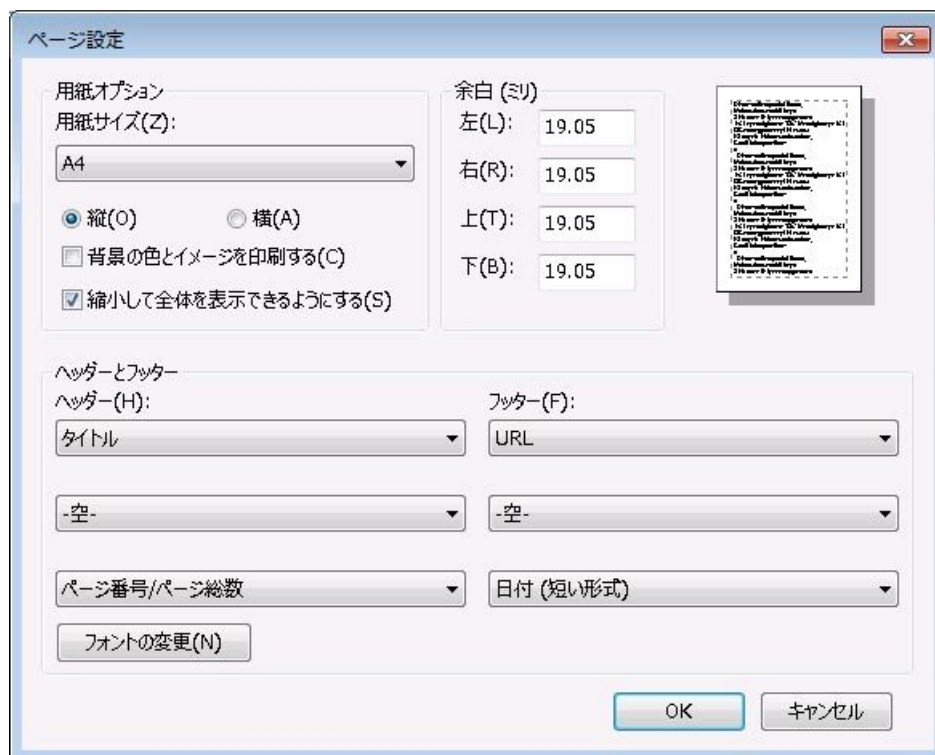 ページ設定
用紙オプション
用紙サイズ(Z):
A4
縦(O) 横(A)
背景の色とイメージを印刷する(C)
縮小して全体を表示できるようにする(S)
余白 (ミリ)
左(L): 19.05
右(R): 19.05
上(T): 19.05
下(B): 19.05
ヘッダーとフッター
ヘッダー(H): フッター(F):
タイトル URL
-空- -空-
ページ番号/ページ総数 日付 (短い形式)
フォントの変更(N)
OK キャンセル